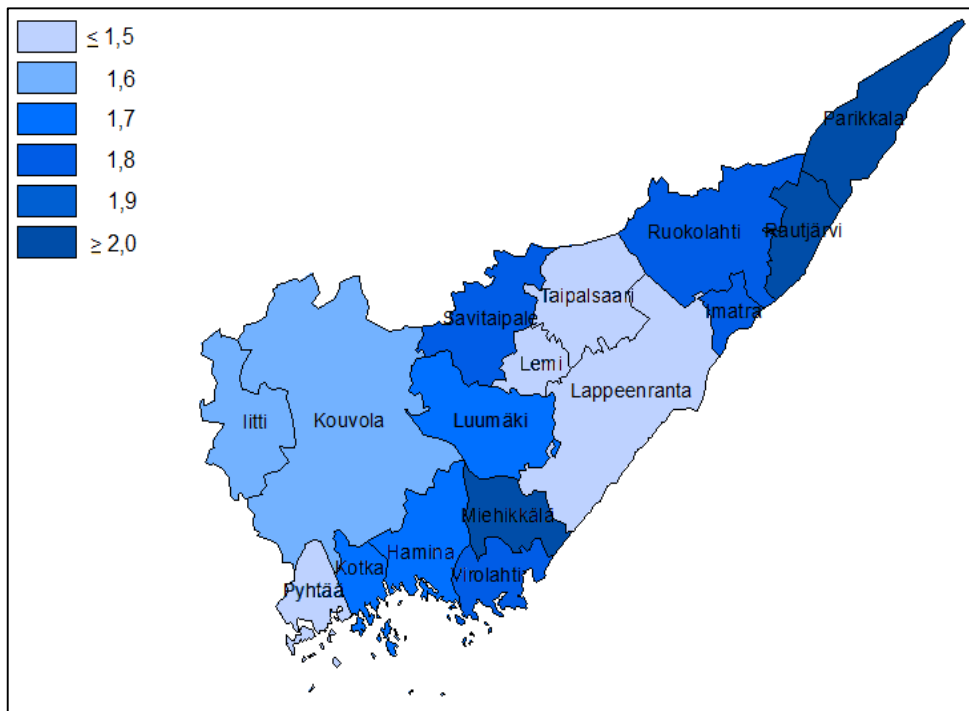 ≤ 1,5
1,6
1,7
1,8
1,9
≥ 2,0
Parikkala
Ruokolahti
Rautjärvi
Taipalsaari
Imatra
Savitaipale
Lemi
Lappeenranta
Iitti
Kouvola
Luumäki
Miehikkälä
Hamina
Kotka
Virolahti
Pyhtää